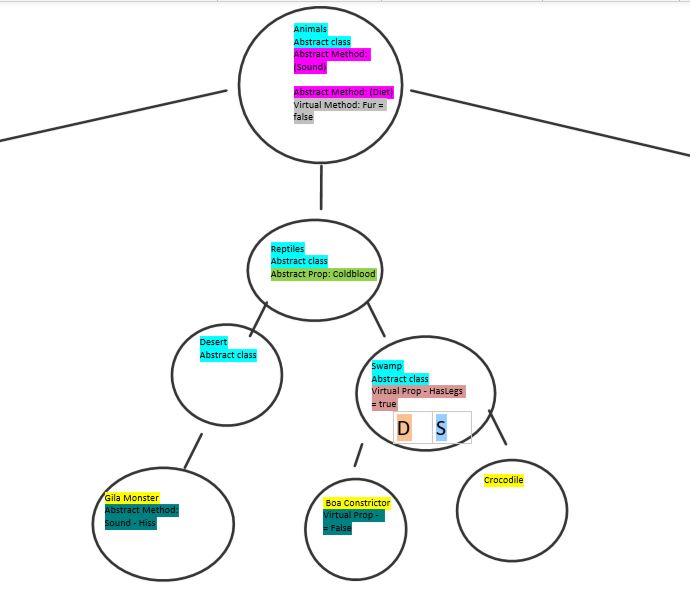 Animals
Abstract class
Abstract Method:
(Sound)
Abstract Method: (Diet)
Virtual Method: Fur =
false
Reptiles
Abstract class
Abstract Prop: Coldblood
Desert
Abstract class
Swamp
Abstract class
Virtual Prop - HasLegs
= true
D S
Gila Monster
Abstract Method:
Sound - Hiss
Boa Constrictor
Virtual Prop -
= False
Crocodile